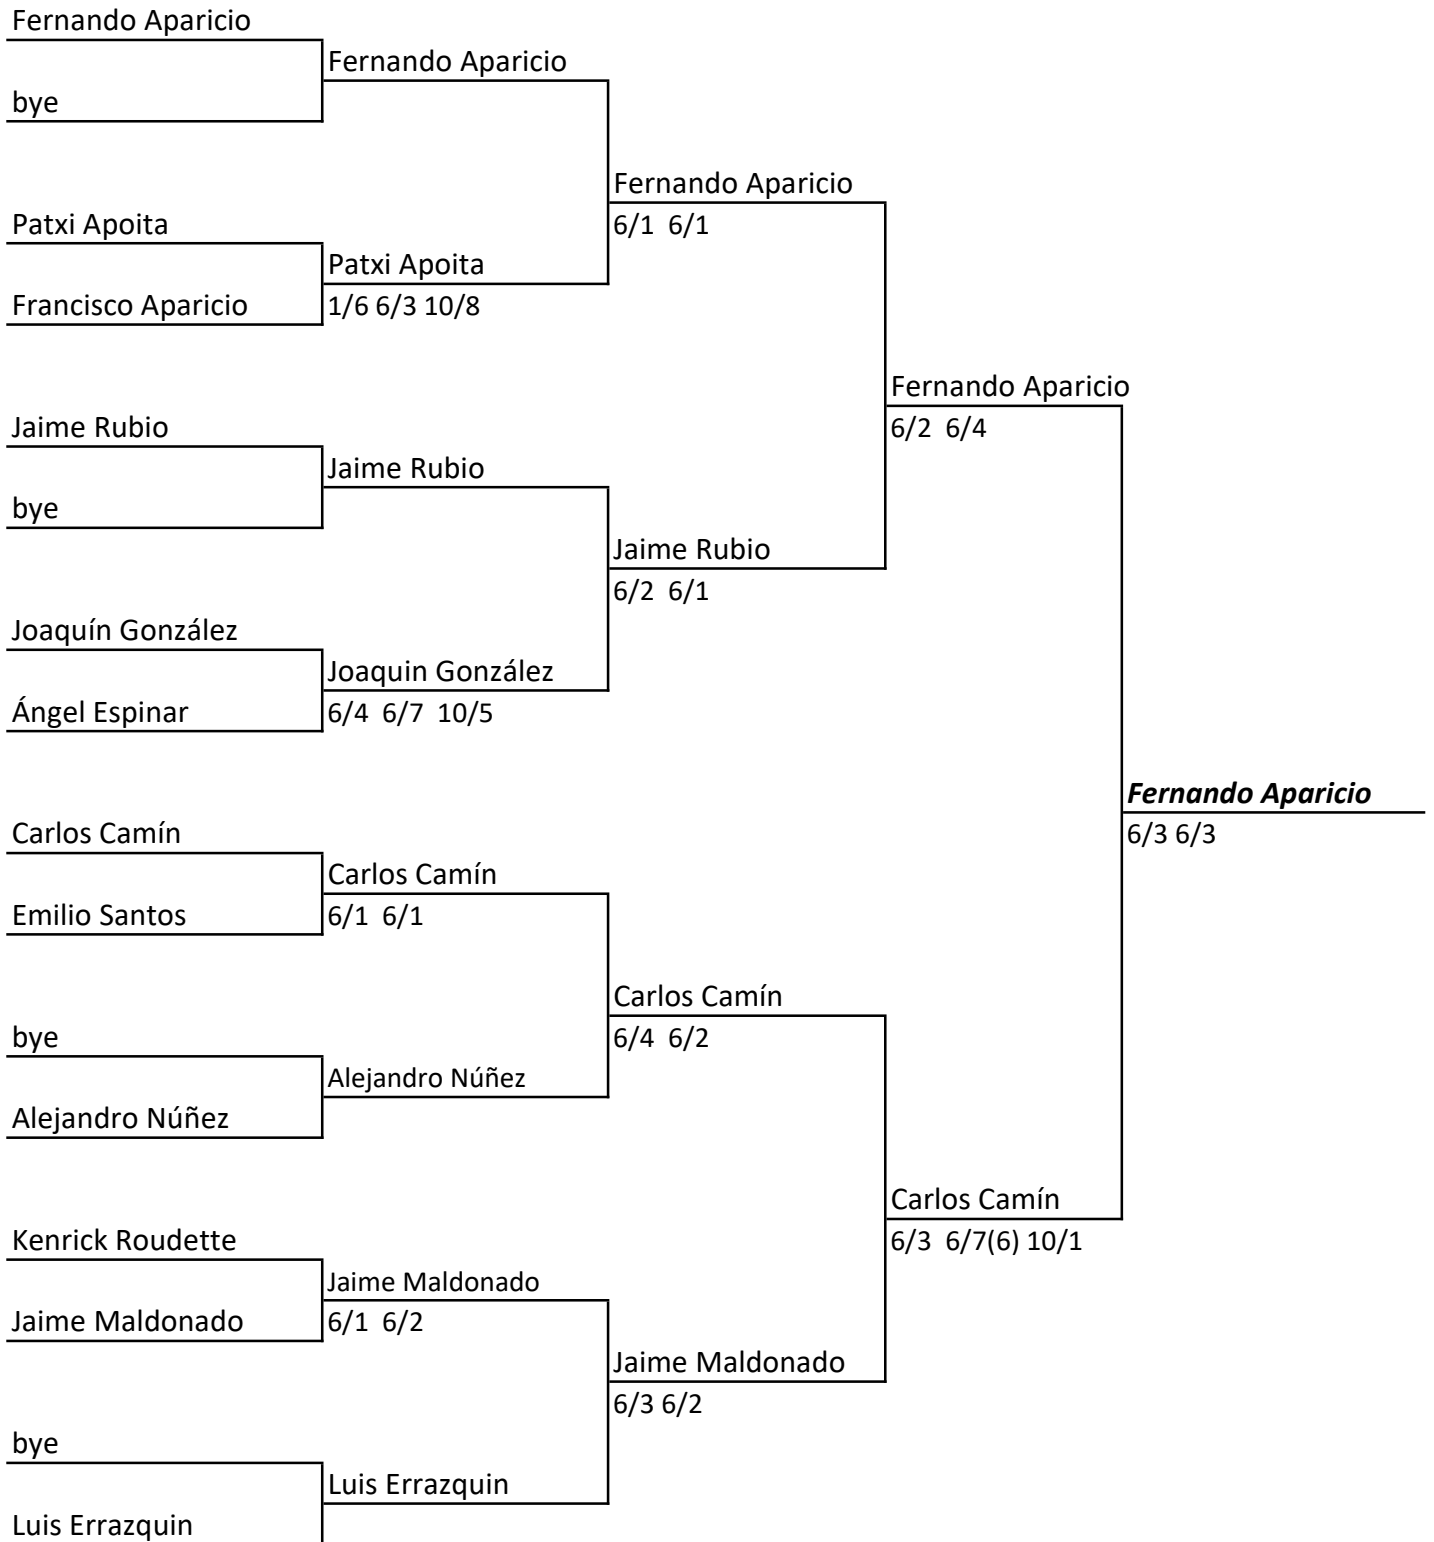 Fernando Aparicio
Fernando Aparicio
bye
Fernando Aparicio
Patxi Apoita
6/1 6/1
Patxi Apoita
Francisco Aparicio
1/6 6/3 10/8
Fernando Aparicio
Jaime Rubio
6/2 6/4
Jaime Rubio
bye
Jaime Rubio
6/2 6/1
Joaquín González
Joaquin González
Ángel Espinar
6/4 6/7 10/5
Fernando Aparicio
Carlos Camín
6/3 6/3
Carlos Camín
Emilio Santos
6/1 6/1
Carlos Camín
bye
6/4 6/2
Alejandro Núñez
Alejandro Núñez
Carlos Camín
Kenrick Roudette
6/3 6/7(6) 10/1
Jaime Maldonado
Jaime Maldonado
6/1 6/2
Jaime Maldonado
6/3 6/2
bye
Luis Errazquin
Luis Errazquin